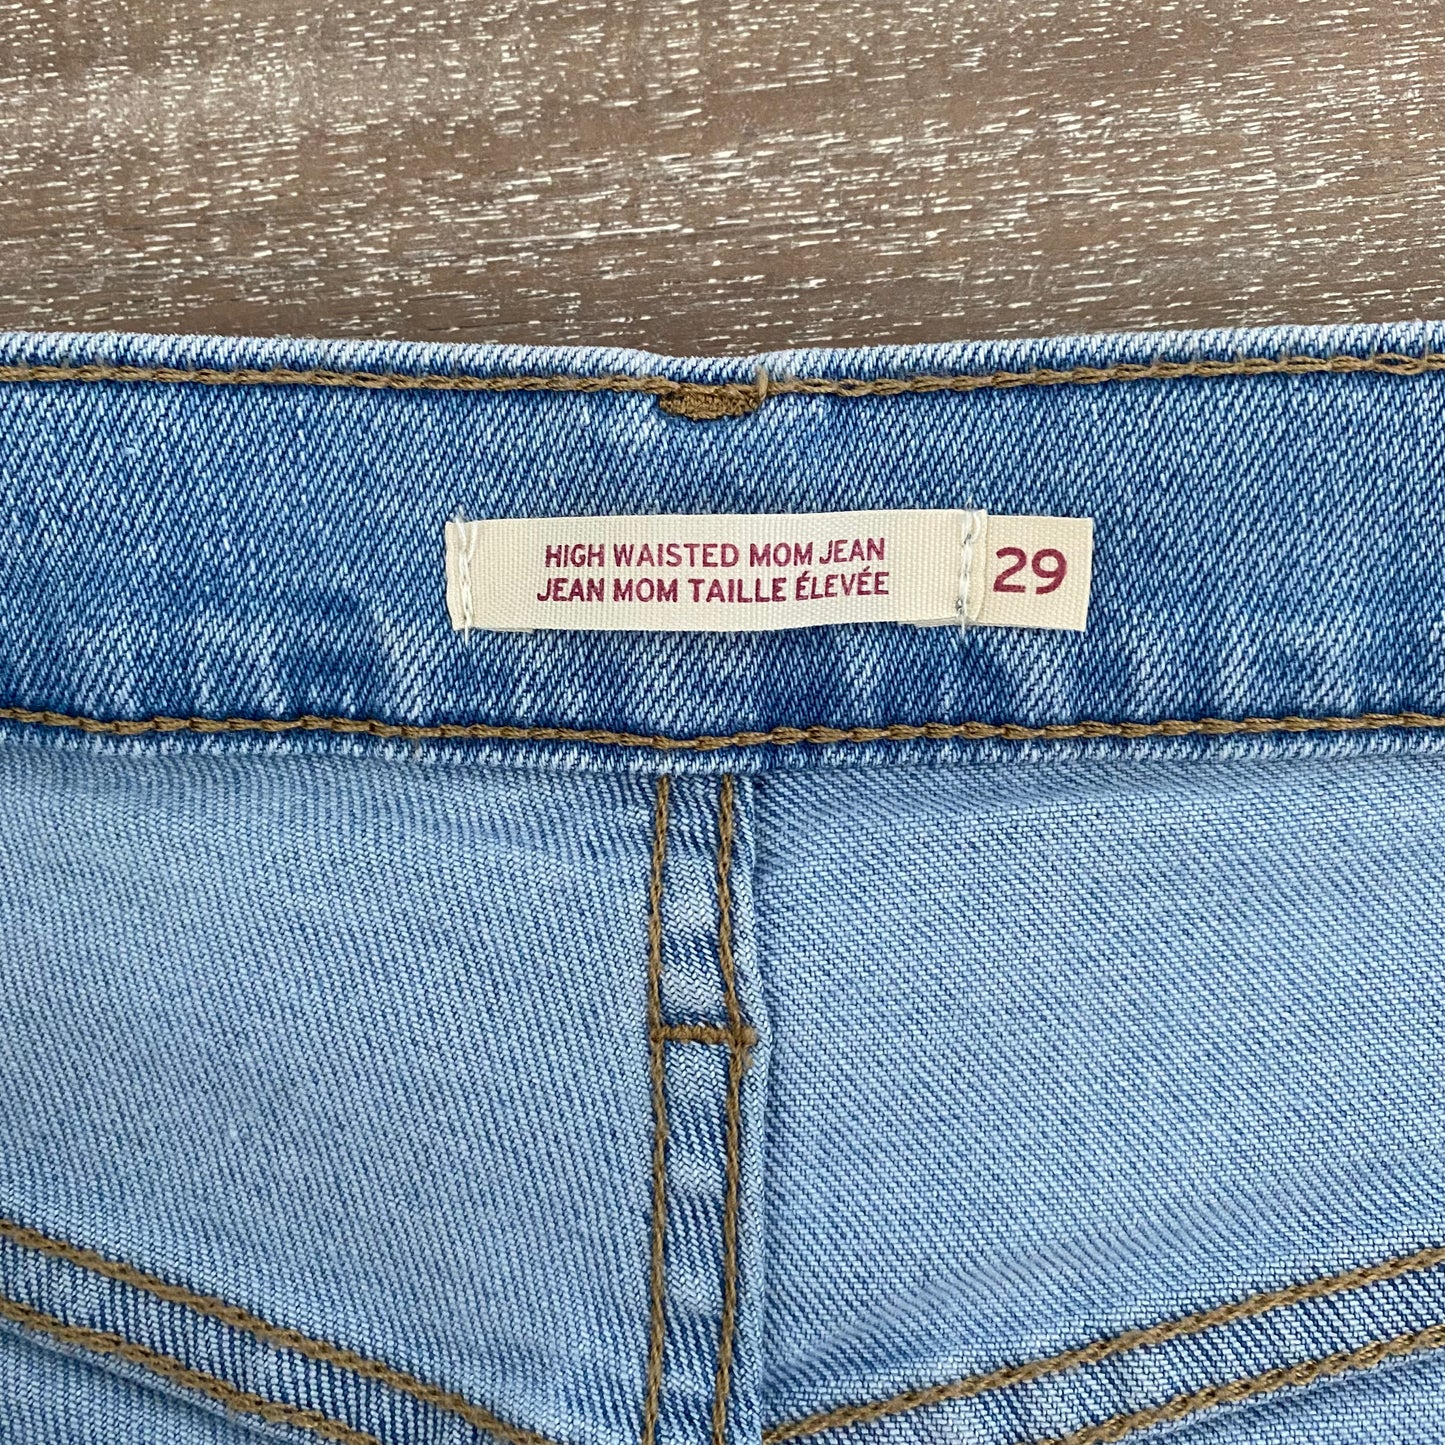 HIGH WAISTED MOM JEAN
JEAN MOM TAILLE ÉLEVÉE
29